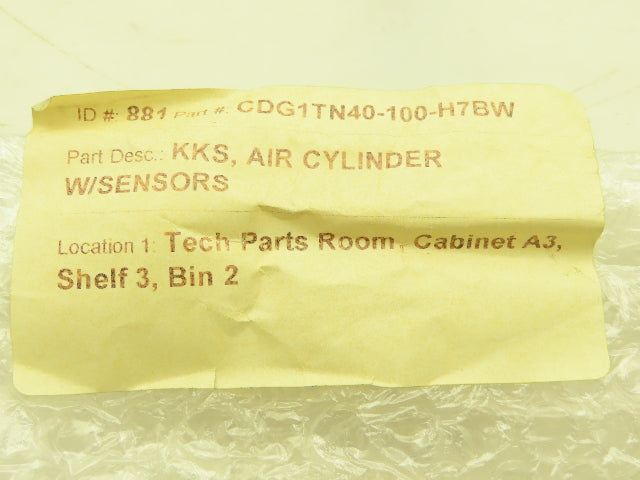 ID #: 881 Part #: CDG1TN40-100-H7BW
Part Desc.: KKS, AIR CYLINDER
W/SENSORS
Location 1: Tech Parts Room, Cabinet A3,
Shelf 3, Bin 2